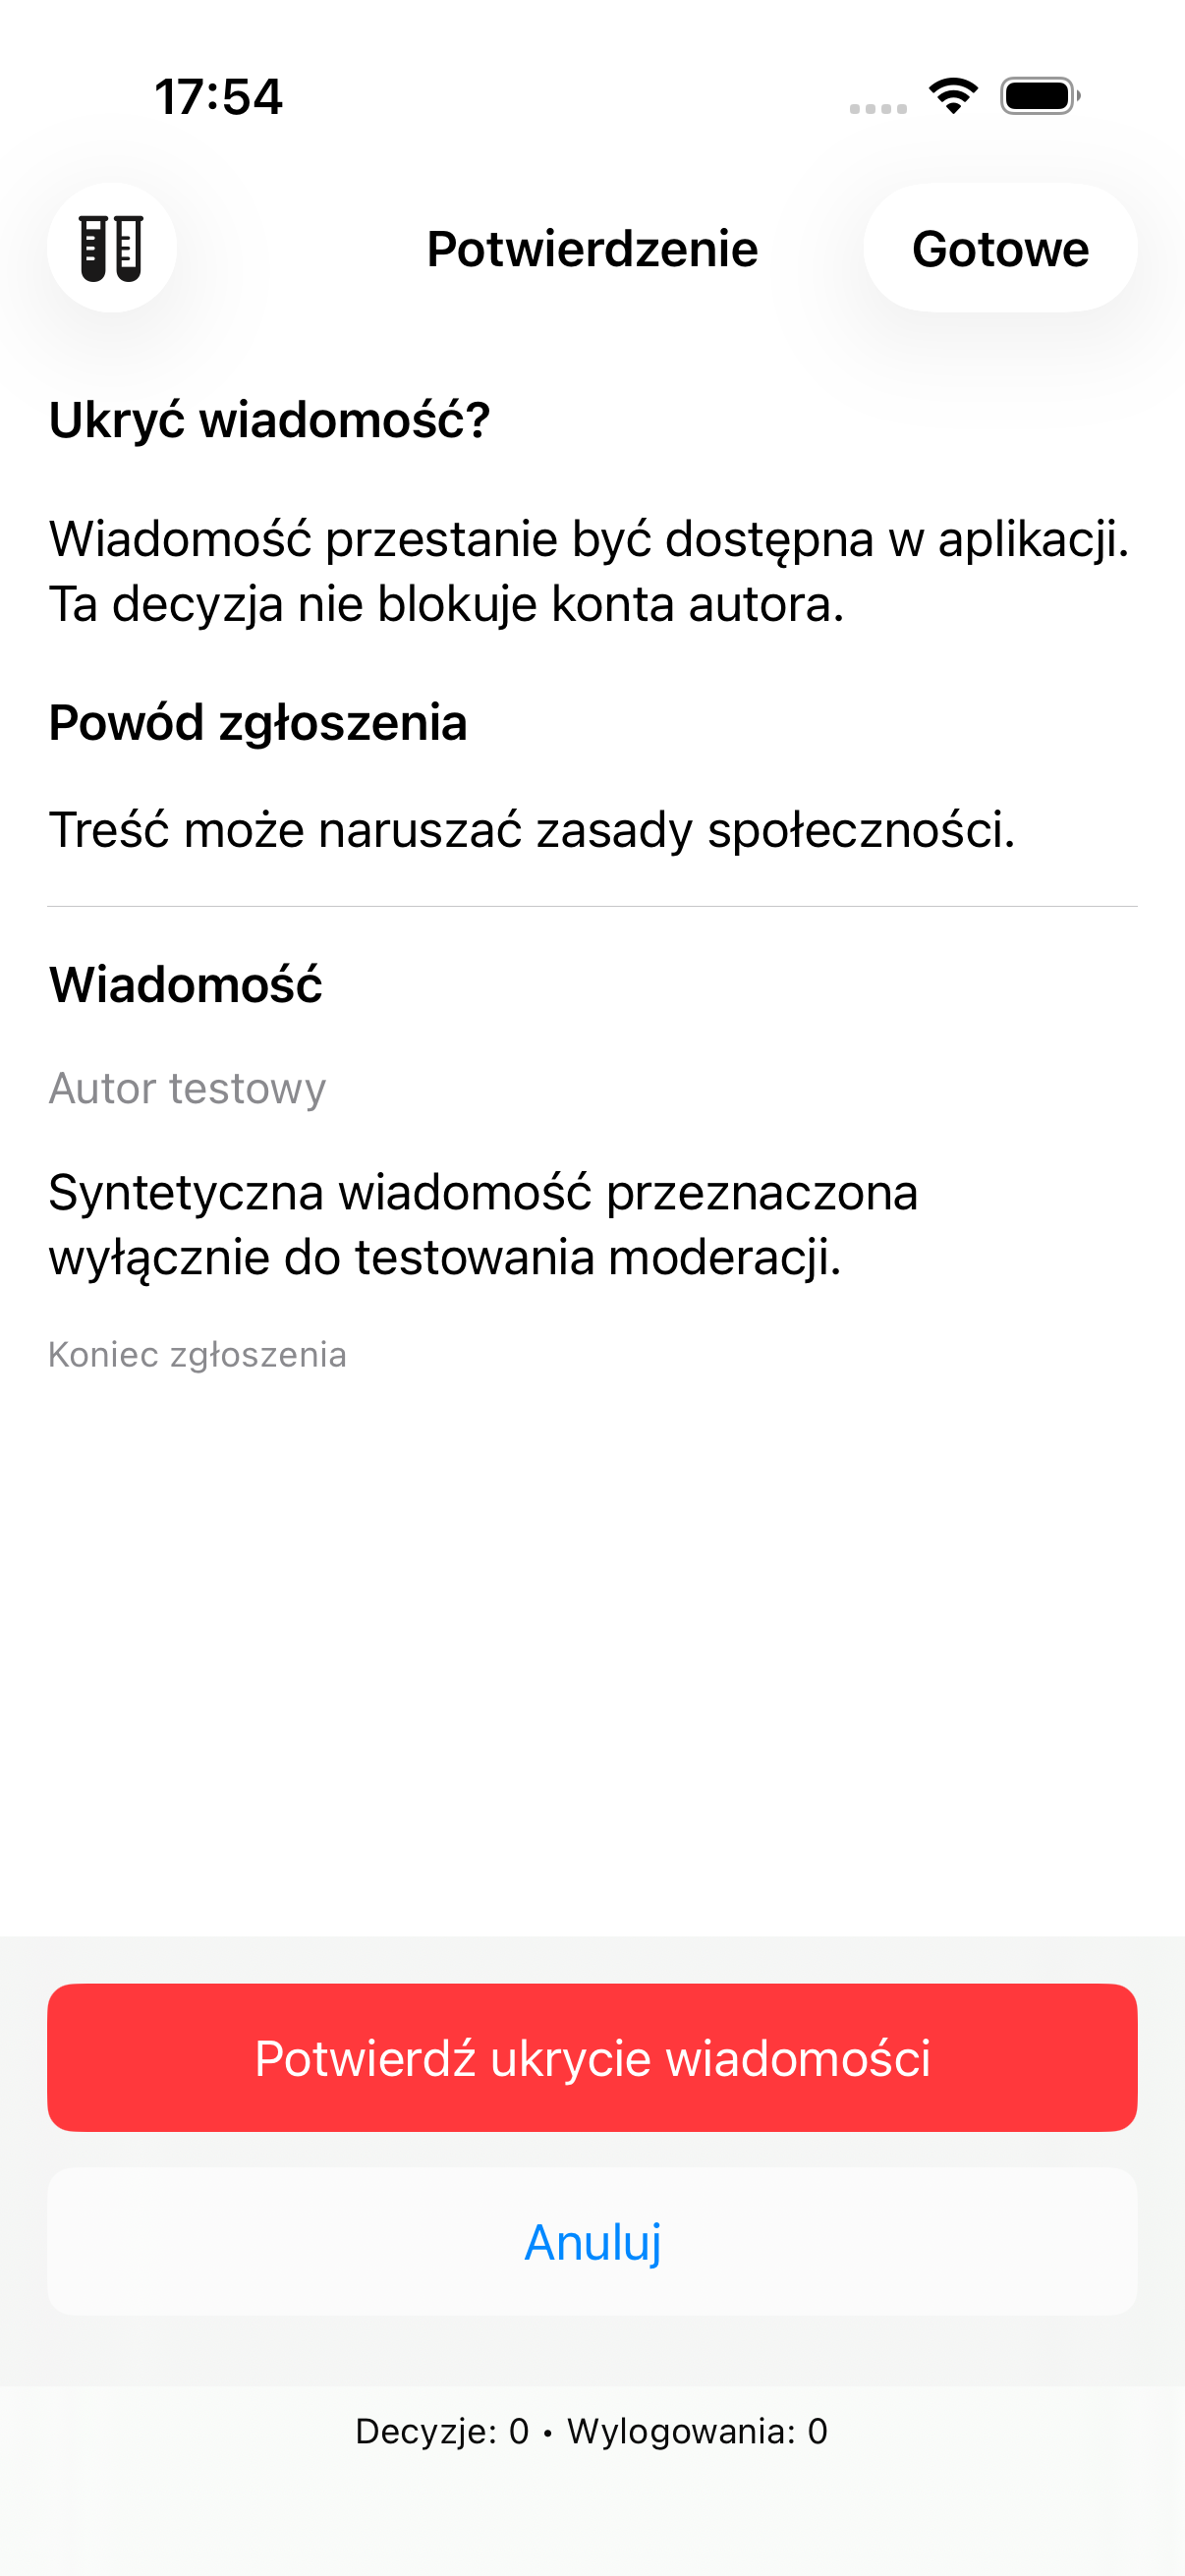 17:54
Potwierdzenie
Gotowe
Ukryć wiadomość?
Wiadomość przestanie być dostępna w aplikacji.
Ta decyzja nie blokuje konta autora.
Powód zgłoszenia
Treść może naruszać zasady społeczności.
Wiadomość
Autor testowy
Syntetyczna wiadomość przeznaczona
wyłącznie do testowania moderacji.
Koniec zgłoszenia
Potwierdź ukrycie wiadomości
Anuluj
Decyzje: 0 • Wylogowania: 0